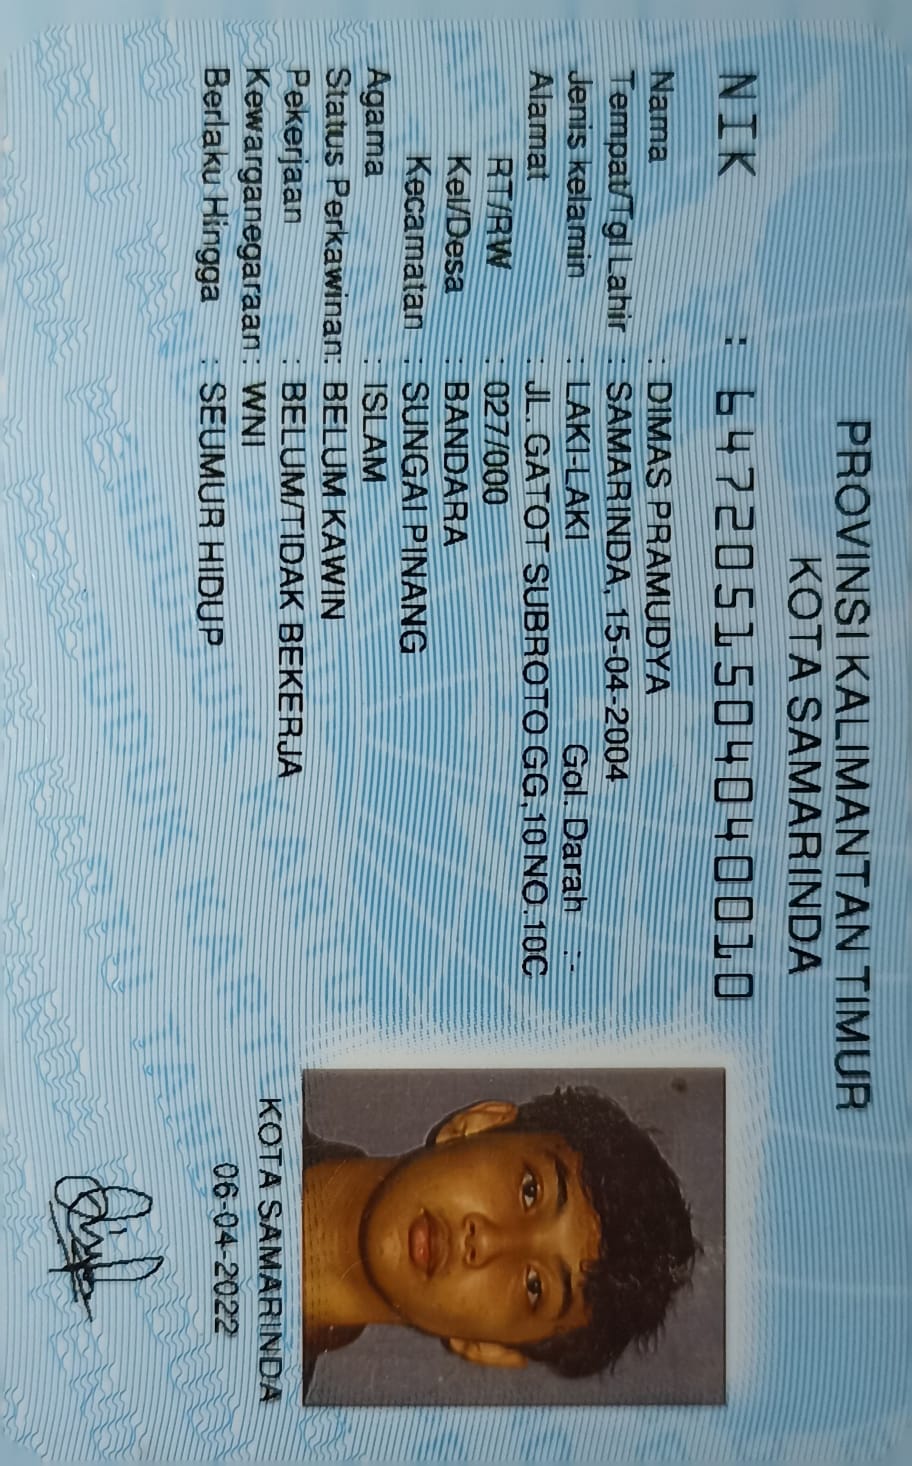 PROVINSI KALIMANTAN TIMUR
KOTA SAMARINDA
NIK : 6472051504040010
Nama : DIMAS PRAMUDYA
Tempat/Tgl Lahir : SAMARINDA, 15-04-2004
Jenis kelamin : LAKI-LAKI Gol. Darah : -
Alamat : JL. GATOT SUBROTO GG,10 NO.10C
RT/RW : 027/000
Kel/Desa : BANDARA
Kecamatan : SUNGAI PINANG
Agama : ISLAM
Status Perkawinan: BELUM KAWIN
Pekerjaan : BELUM/TIDAK BEKERJA
Kewarganegaraan: WNI
Berlaku Hingga : SEUMUR HIDUP
KOTA SAMARINDA
06-04-2022